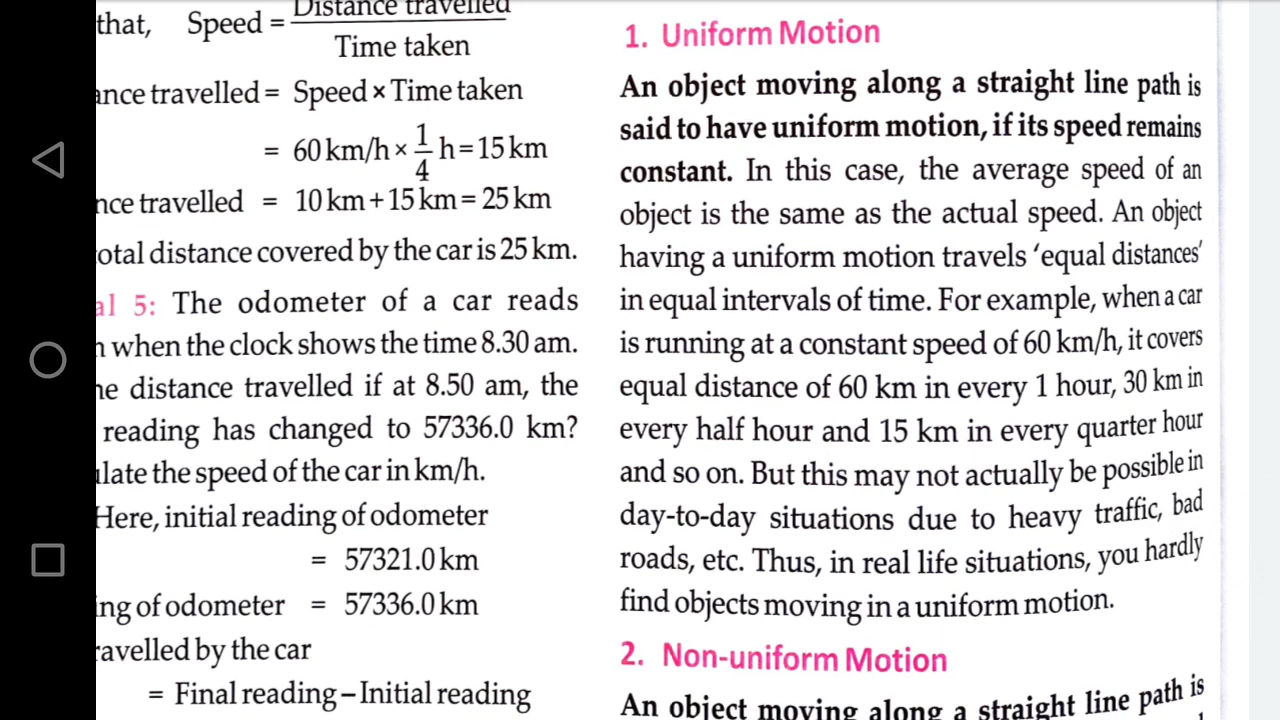 that, Speed = Distance travelled
Time taken
travelled = Speed × Time taken
= 60 km/h × 1/4 h = 15 km
travelled = 10 km + 15 km = 25 km
distance covered by the car is 25 km.
5: The odometer of a car reads
when the clock shows the time 8.30 am.
distance travelled if at 8.50 am, the
reading has changed to 57336.0 km?
the speed of the car in km/h.
Here, initial reading of odometer
= 57321.0 km
of odometer = 57336.0 km
by the car
= Final reading – Initial reading
1. Uniform Motion
An object moving along a straight line path is
said to have uniform motion, if its speed remains
constant. In this case, the average speed of an
object is the same as the actual speed. An object
having a uniform motion travels ‘equal distances’
in equal intervals of time. For example, when a car
is running at a constant speed of 60 km/h, it covers
equal distance of 60 km in every 1 hour, 30 km in
every half hour and 15 km in every quarter hour
and so on. But this may not actually be possible in
day-to-day situations due to heavy traffic, bad
roads, etc. Thus, in real life situations, you hardly
find objects moving in a uniform motion.
2. Non-uniform Motion
An object moving along a straight line path is